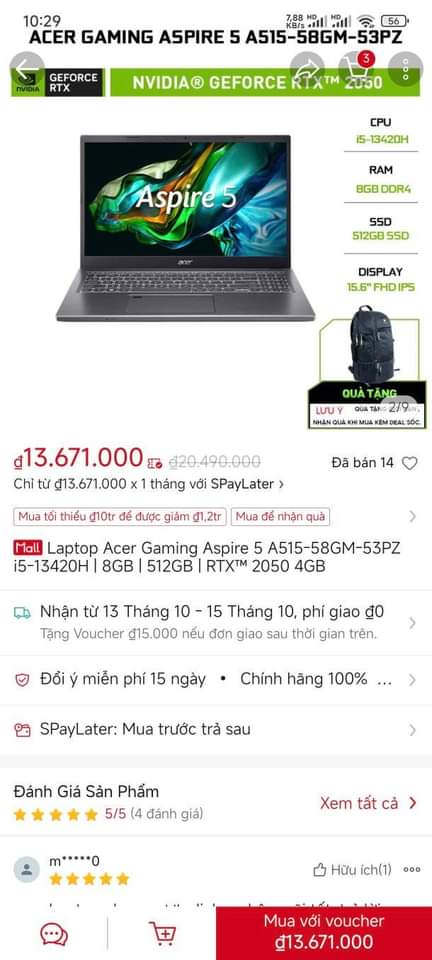 10:29
7,88 KB/s HD HD 56
ACER GAMING ASPIRE 5 A515-58GM-53PZ
3
NVIDIA
GEFORCE RTX
NVIDIA® GEFORCE RTX™ 2050
CPU
i5-13420H
RAM
8GB DDR4
SSD
512GB SSD
DISPLAY
15.6" FHD IPS
Aspire 5
acer
QUÀ TẶNG
LƯU Ý
QUÀ TẶNG
2/9
NHẬN QUÀ KHI MUA KÈM DEAL SỐC.
₫13.671.000 ₫20.490.000
Đã bán 14
Chỉ từ ₫13.671.000 x 1 tháng với SPayLater >
Mua tối thiểu ₫10tr để được giảm ₫1,2tr
Mua để nhận quà
Mall Laptop Acer Gaming Aspire 5 A515-58GM-53PZ
i5-13420H | 8GB | 512GB | RTX™ 2050 4GB
Nhận từ 13 Tháng 10 - 15 Tháng 10, phí giao ₫0
Tặng Voucher ₫15.000 nếu đơn giao sau thời gian trên.
Đổi ý miễn phí 15 ngày • Chính hãng 100% ...
SPayLater: Mua trước trả sau
Đánh Giá Sản Phẩm
5/5 (4 đánh giá)
Xem tất cả >
m*****0
Hữu ích(1)
Mua với voucher
₫13.671.000